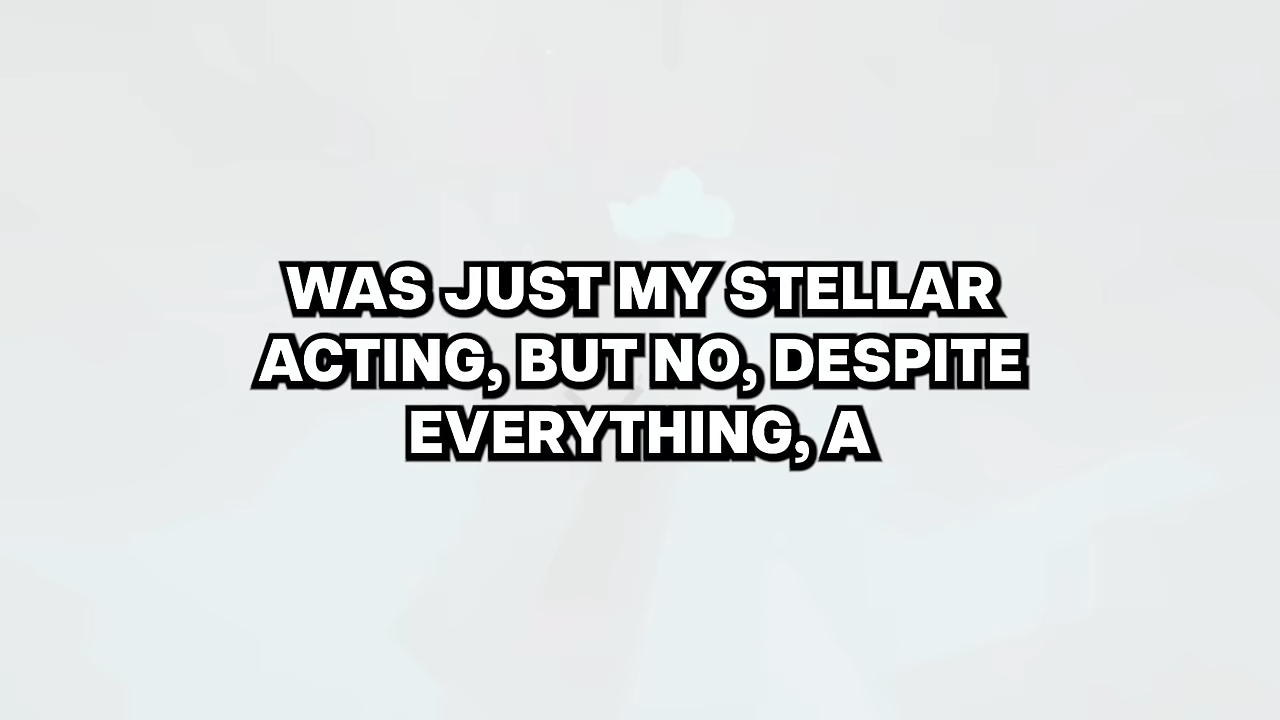 WAS JUST MY STELLAR
ACTING, BUT NO, DESPITE
EVERYTHING, A